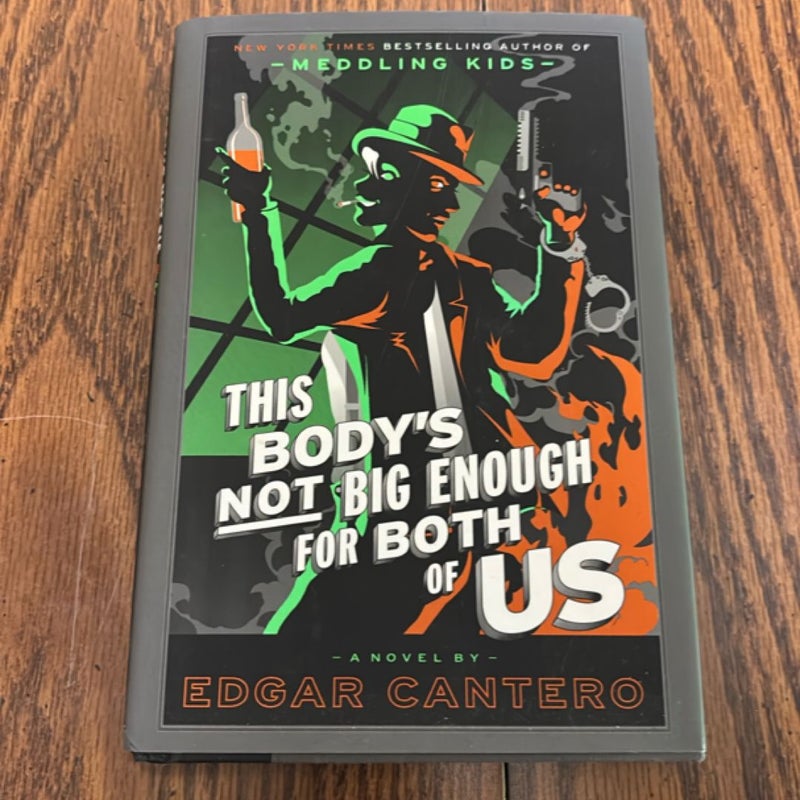 NEW YORK TIMES BESTSELLING AUTHOR OF
–MEDDLING KIDS–
THIS
BODY'S
NOT BIG ENOUGH
FOR BOTH
OF US
– A NOVEL BY –
EDGAR CANTERO